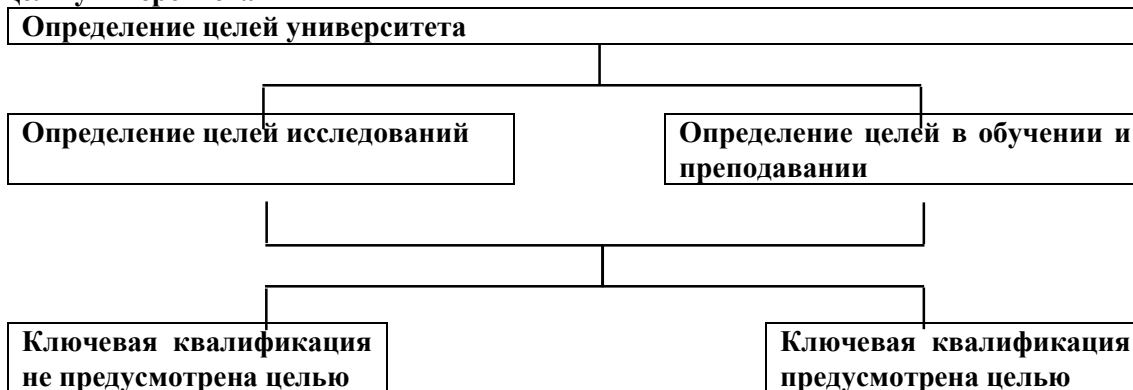 Определение целей университета
Определение целей исследований
Определение целей в обучении и
преподавании
Ключевая квалификация
не предусмотрена целью
Ключевая квалификация
предусмотрена целью